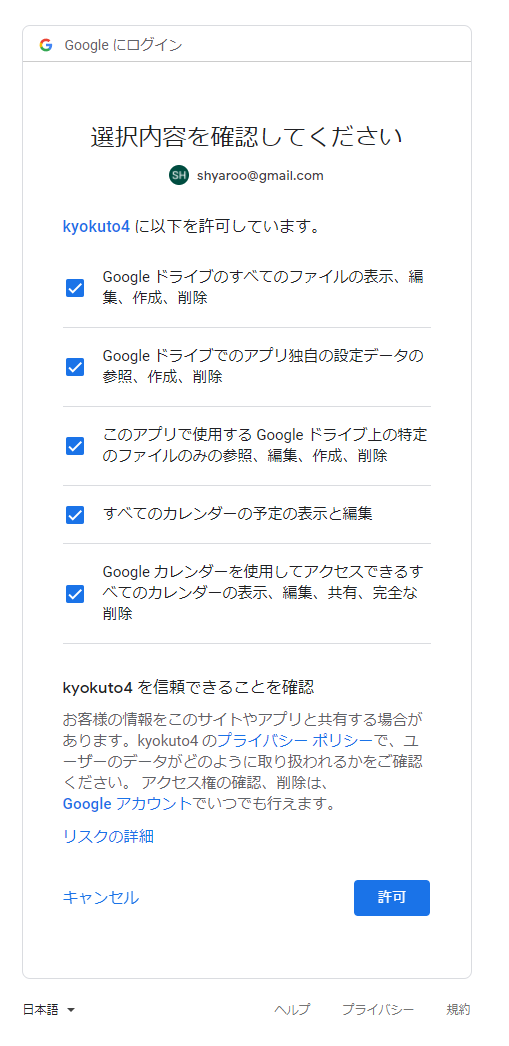 Google にログイン
選択内容を確認してください
SH shyaroo@gmail.com
kyokuto4 に以下を許可しています。
Google ドライブのすべてのファイルの表示、編
集、作成、削除
Google ドライブでのアプリ独自の設定データの
参照、作成、削除
このアプリで使用する Google ドライブ上の特定
のファイルのみの参照、編集、作成、削除
すべてのカレンダーの予定の表示と編集
Google カレンダーを使用してアクセスできるす
べてのカレンダーの表示、編集、共有、完全な
削除
kyokuto4 を信頼できることを確認
お客様の情報をこのサイトやアプリと共有する場合が
あります。kyokuto4 のプライバシー ポリシーで、ユ
ーザーのデータがどのように取り扱われるかをご確認
ください。 アクセス権の確認、削除は、
Google アカウントでいつでも行えます。
リスクの詳細
キャンセル 許可
日本語 ヘルプ プライバシー 規約